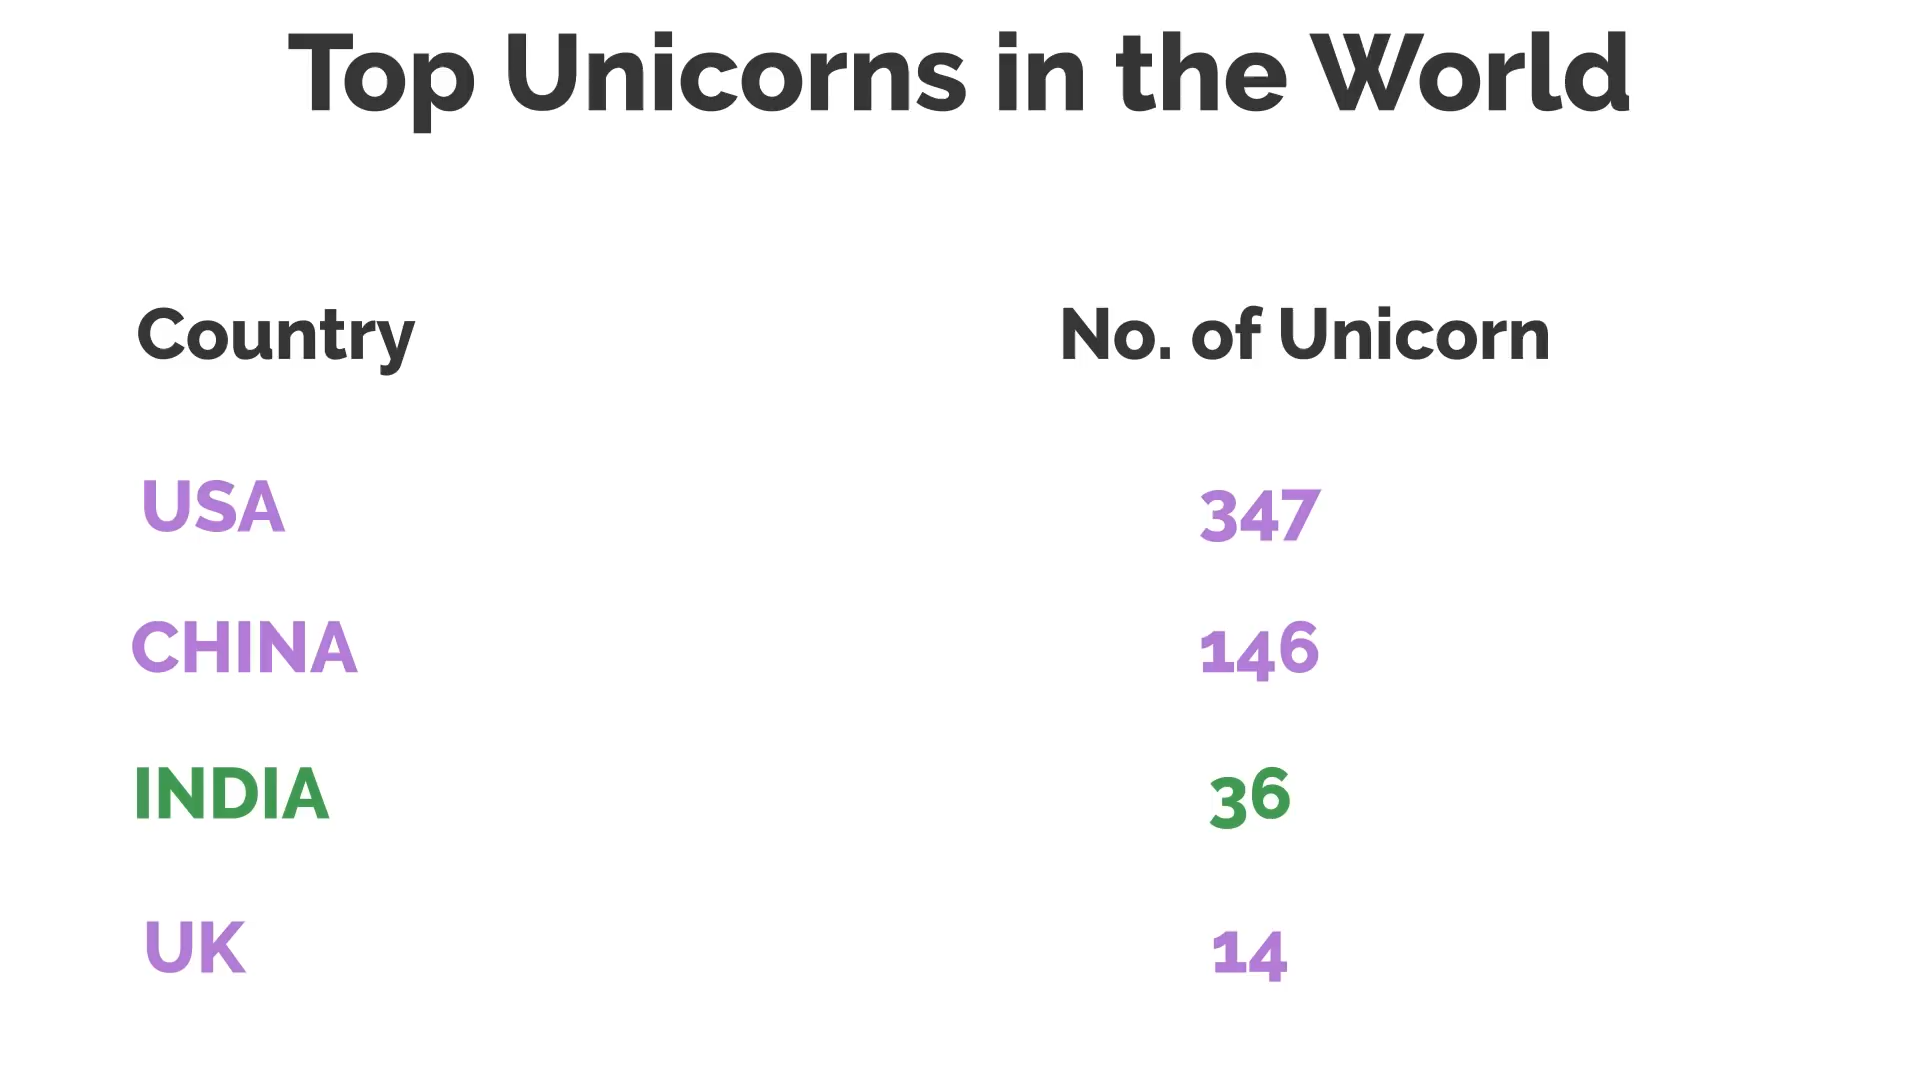 Top Unicorns in the World
Country No. of Unicorn
USA 347
CHINA 146
INDIA 36
UK 14